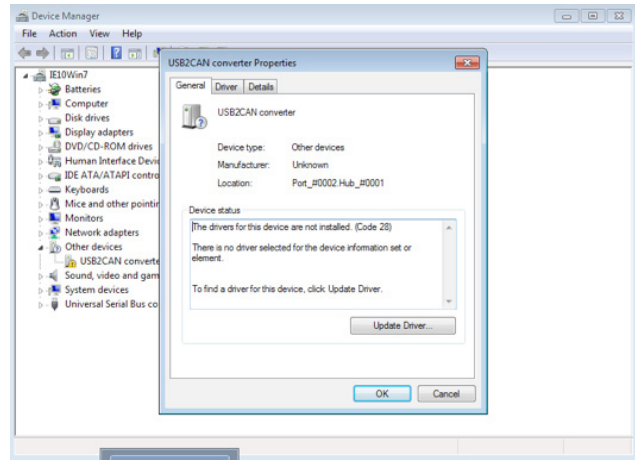 Device Manager
File Action View Help
IE10Win7
Batteries
Computer
Disk drives
Display adapters
DVD/CD-ROM drives
Human Interface Devic
IDE ATA/ATAPI contro
Keyboards
Mice and other pointin
Monitors
Network adapters
Other devices
USB2CAN converte
Sound, video and gam
System devices
Universal Serial Bus co
USB2CAN converter Properties
General Driver Details
USB2CAN converter
Device type: Other devices
Manufacturer: Unknown
Location: Port_#0002.Hub_#0001
Device status
The drivers for this device are not installed. (Code 28)
There is no driver selected for the device information set or
element.
To find a driver for this device, click Update Driver.
Update Driver...
OK Cancel